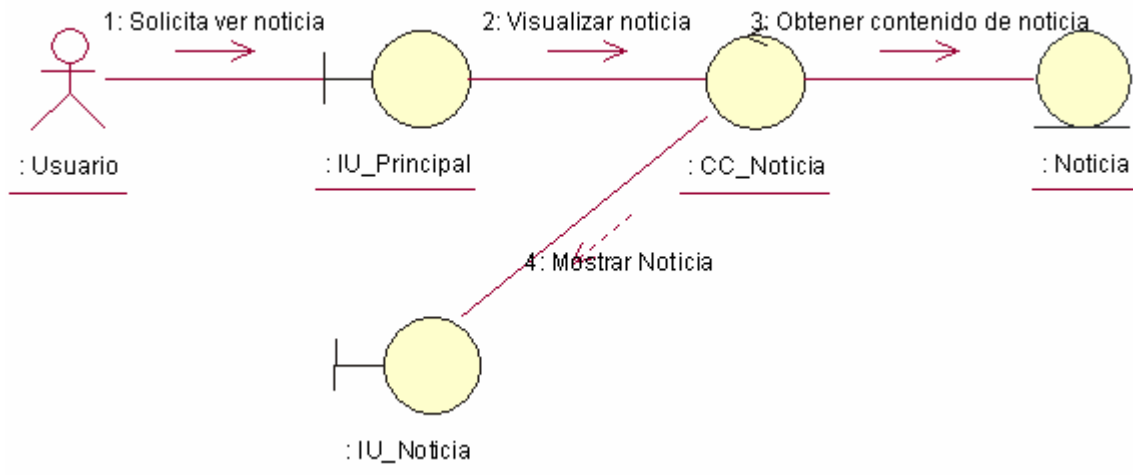 1: Solicita ver noticia
2: Visualizar noticia
3: Obtener contenido de noticia
: Usuario
: IU_Principal
: CC_Noticia
: Noticia
4: Mostrar Noticia
: IU_Noticia